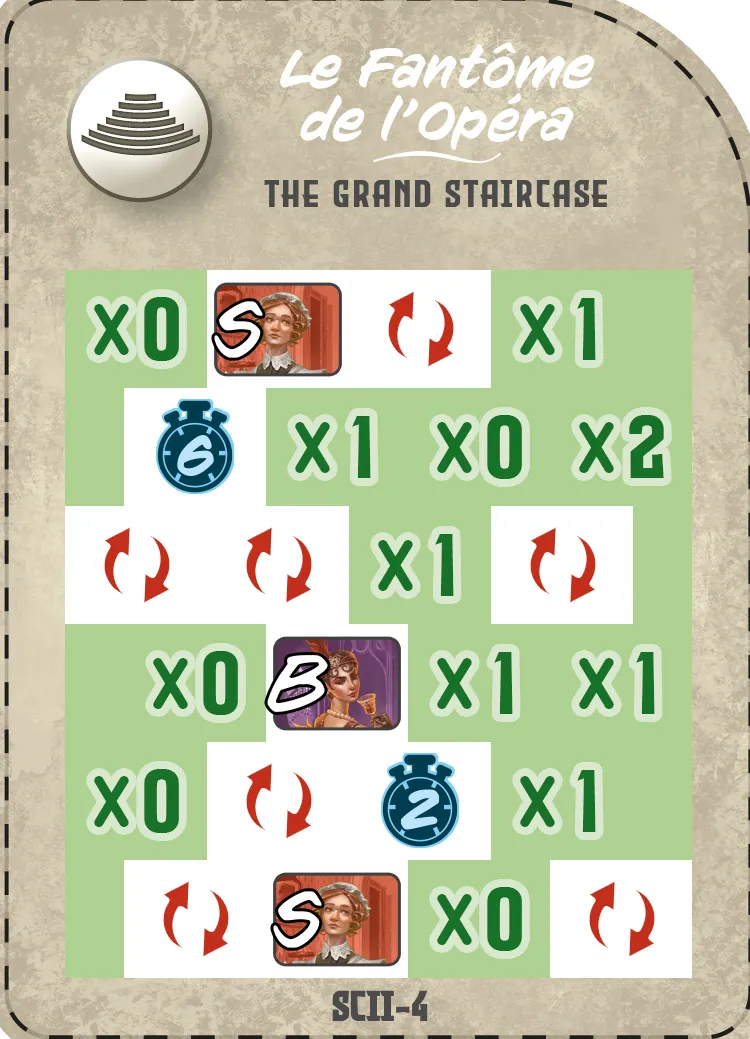 Le Fantôme
de l'Opéra
THE GRAND STAIRCASE
x0 S x1
6 x1 x0 x2
x1
x0 B x1 x1
x0 2 x1
S x0
SCII-4